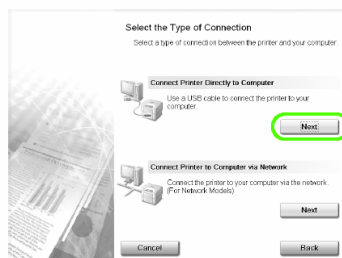 Select the Type of Connection
Select a type of connection between the printer and your computer.
Connect Printer Directly to Computer
Use a USB cable to connect the printer to your
computer.
Next
Connect Printer to Computer via Network
Connect the printer to your computer via the network.
(For Network Models)
Next
Cancel
Back